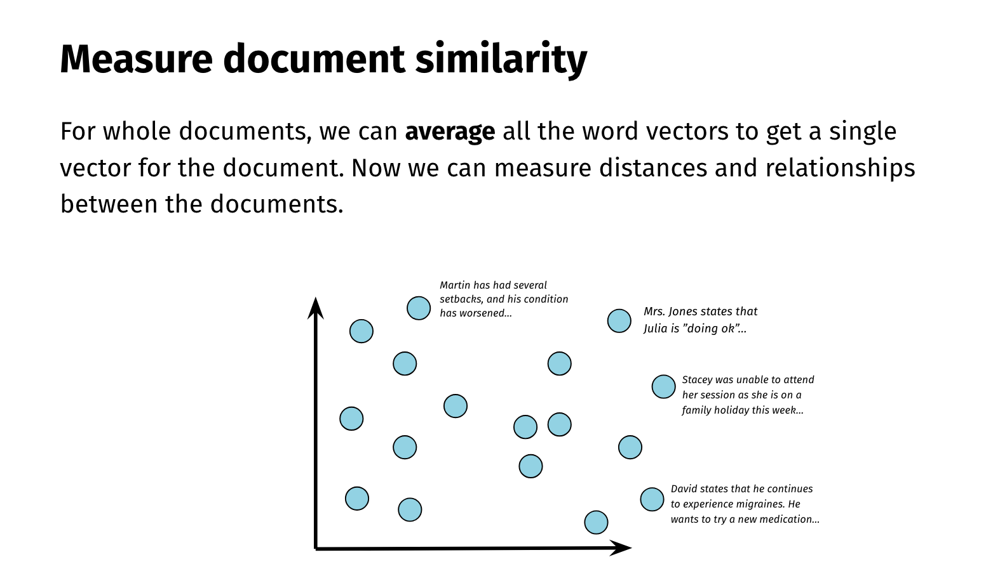 Measure document similarity
For whole documents, we can average all the word vectors to get a single
vector for the document. Now we can measure distances and relationships
between the documents.
Martin has had several
setbacks, and his condition
has worsened...
Mrs. Jones states that
Julia is ”doing ok”...
Stacey was unable to attend
her session as she is on a
family holiday this week...
David states that he continues
to experience migraines. He
wants to try a new medication...